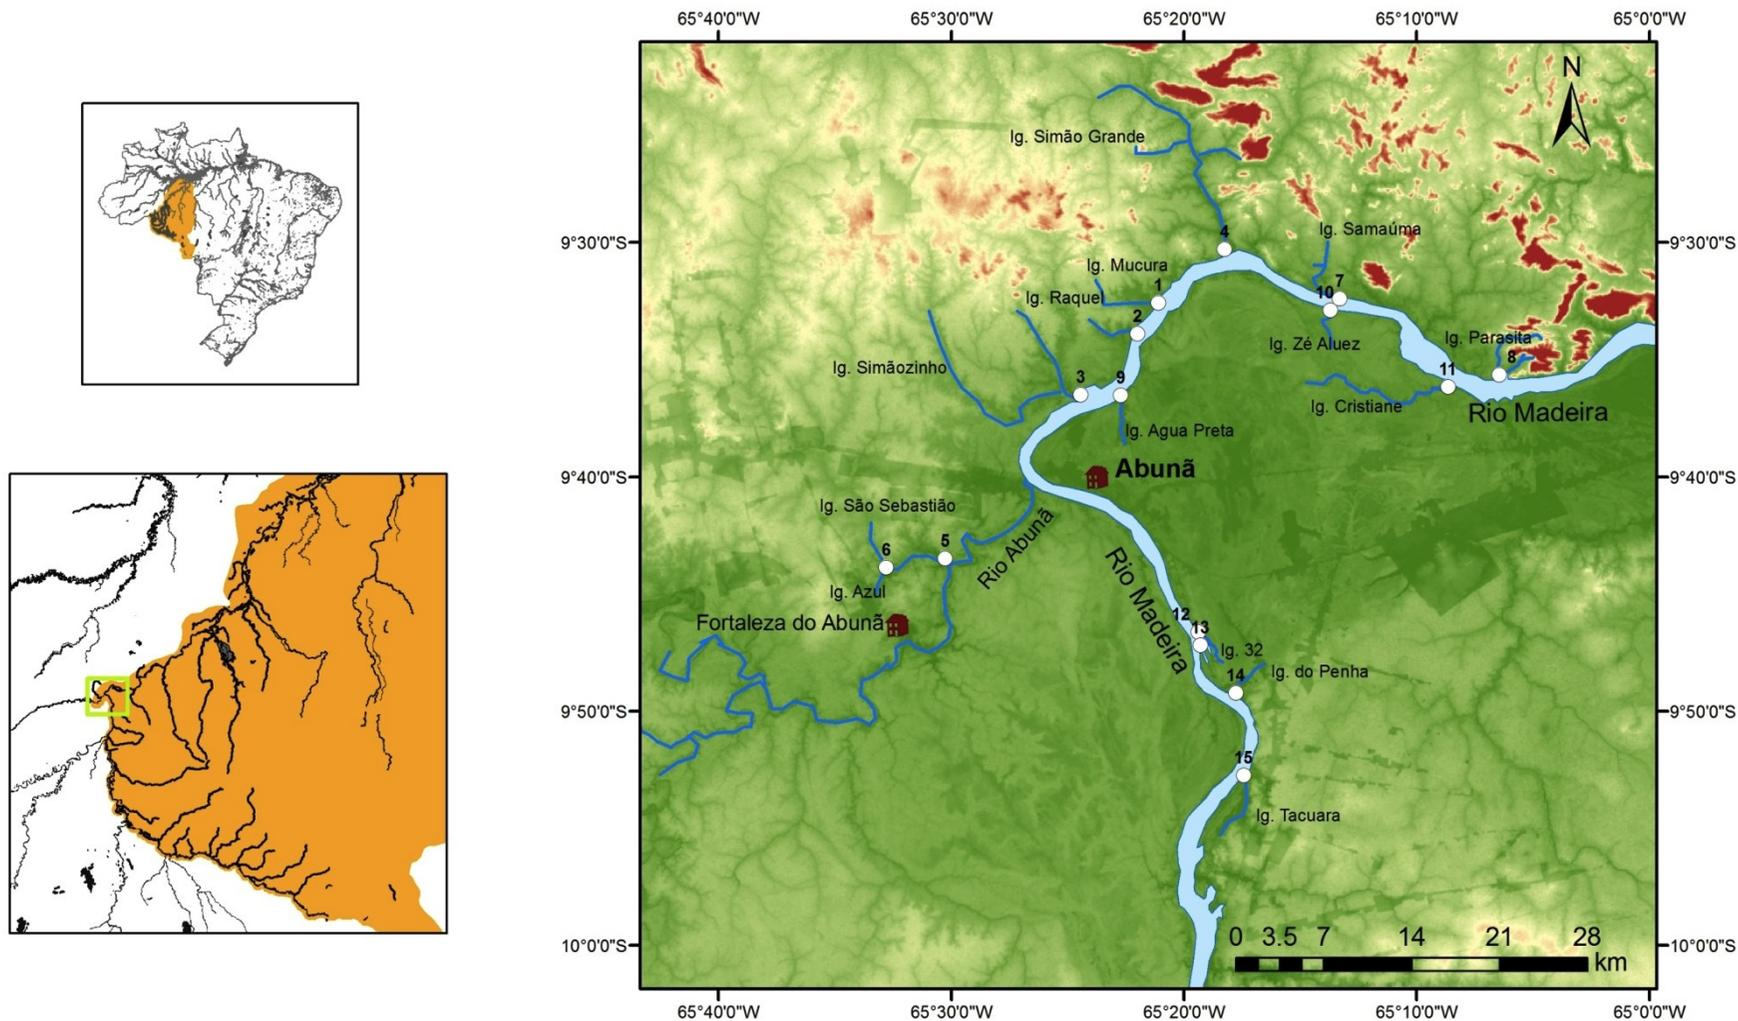 65°40'0"W
65°30'0"W
65°20'0"W
65°10'0"W
65°0'0"W
N
Ig. Simão Grande
Ig. Samaúma
4
9°30'0"S
9°30'0"S
Ig. Mucura
7
1
10
Ig. Raquel
2
Ig. Parasita
Ig. Zé Aluez
8
Ig. Simãozinho
11
3
9
Ig. Cristiane
Rio Madeira
Ig. Agua Preta
Abunã
9°40'0"S
9°40'0"S
Ig. São Sebastião
Rio Abunã
5
6
Ig. Azul
Rio Madeira
12
Fortaleza do Abunã
13
Ig. 32
Ig. do Penha
14
9°50'0"S
9°50'0"S
15
Ig. Tacuara
0 3.5 7 14 21 28
km
10°0'0"S
10°0'0"S
65°40'0"W
65°30'0"W
65°20'0"W
65°10'0"W
65°0'0"W